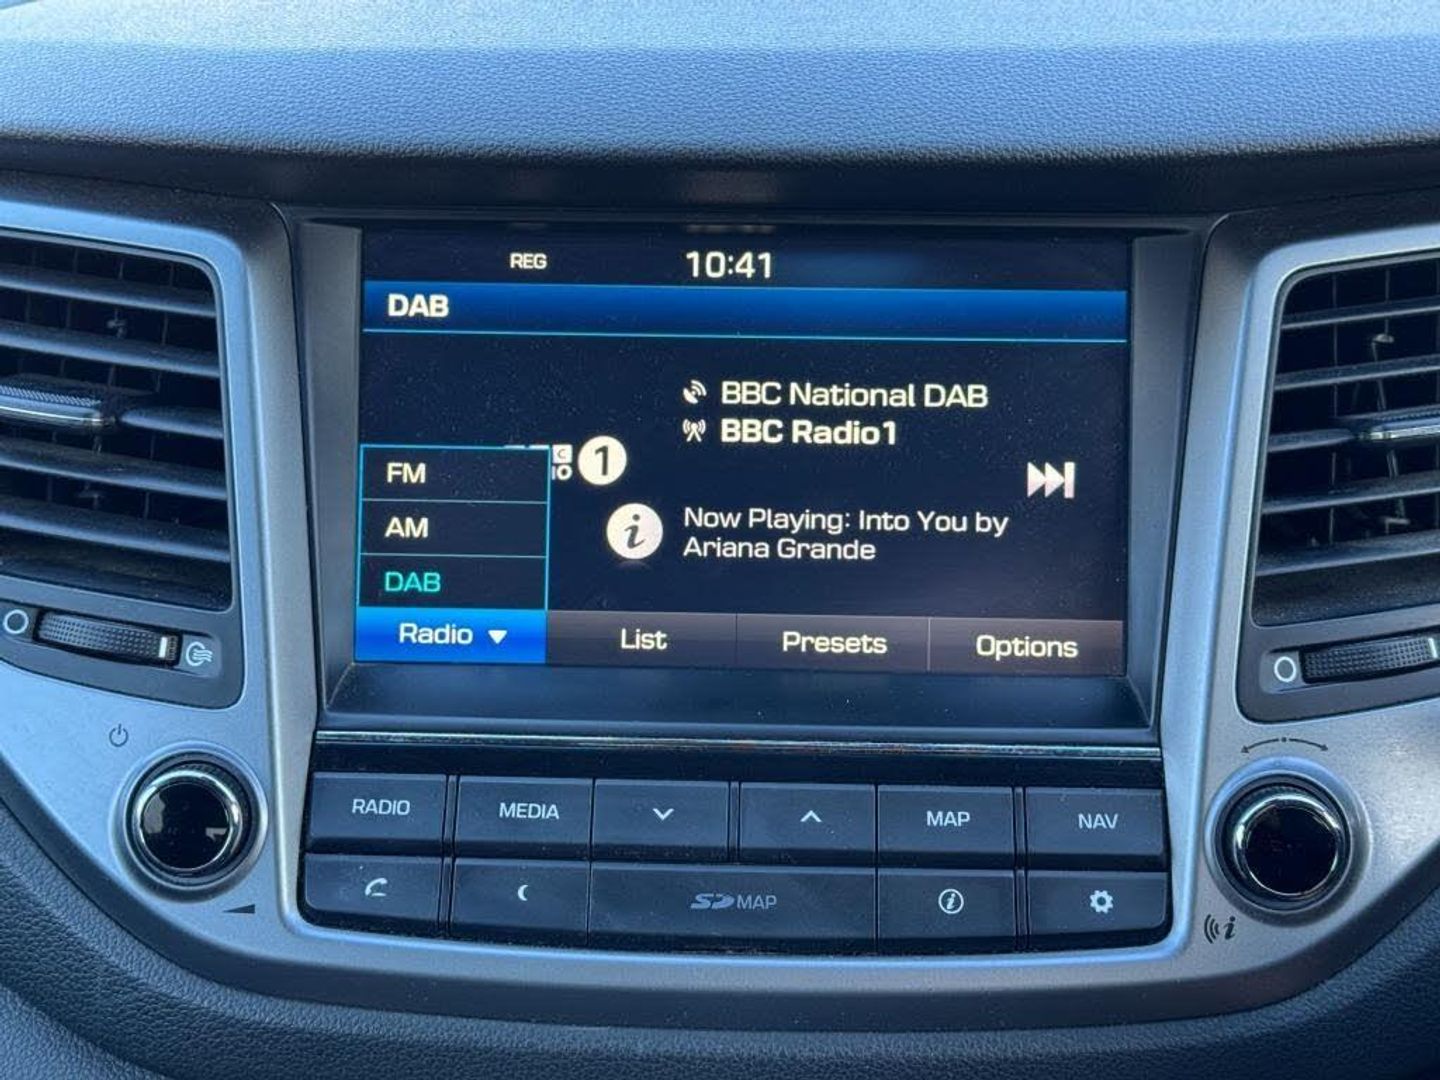 REG 10:41
DAB
BBC National DAB
BBC Radio1
C
IO 1
i Now Playing: Into You by
Ariana Grande
FM
AM
DAB
Radio List Presets Options
RADIO MEDIA MAP NAV
SD MAP i
i